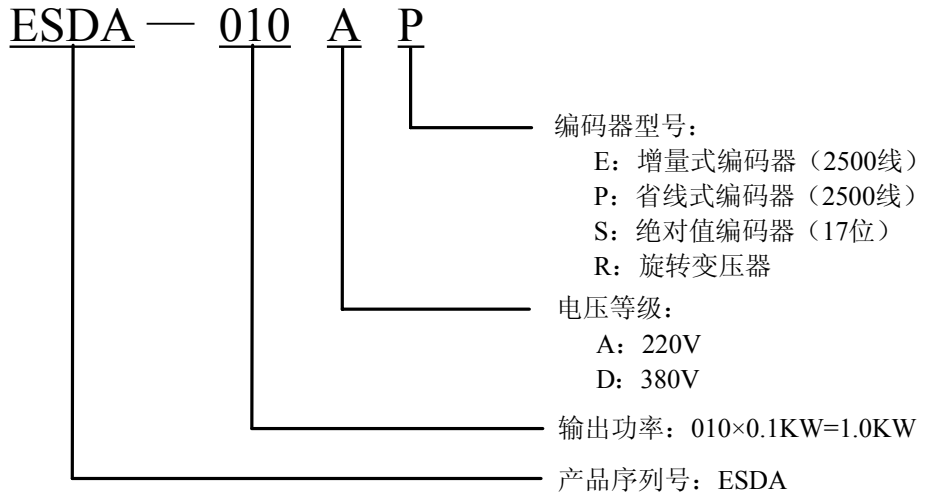 ESDA — 010 A P
编码器型号：
E：增量式编码器（2500线）
P：省线式编码器（2500线）
S：绝对值编码器（17位）
R：旋转变压器
电压等级：
A：220V
D：380V
输出功率：010×0.1KW=1.0KW
产品序列号：ESDA